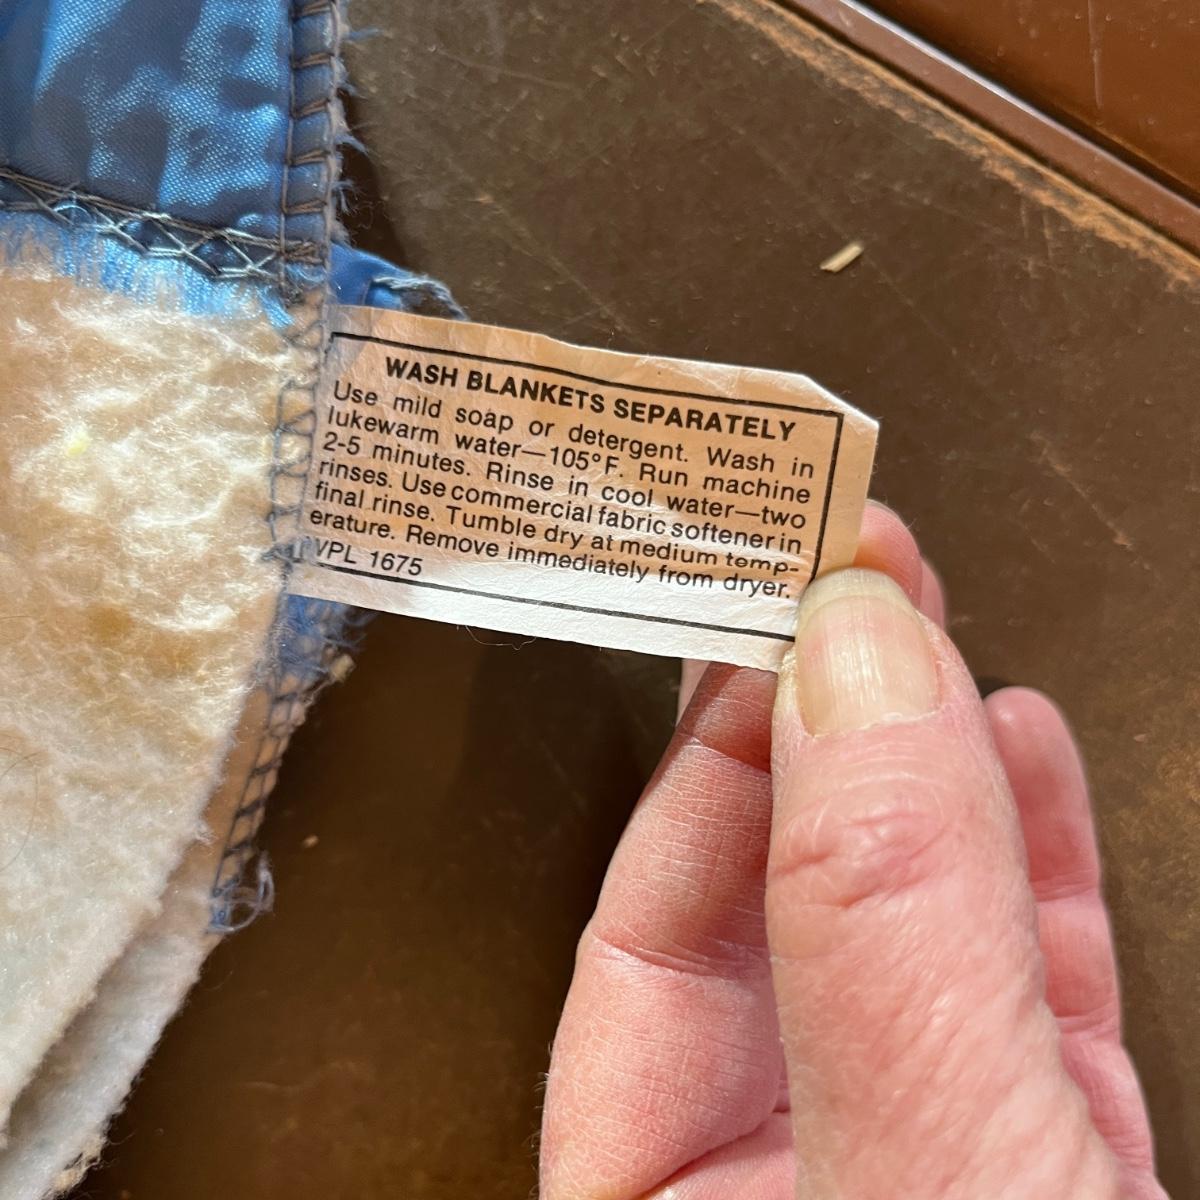 WASH BLANKETS SEPARATELY
Use mild soap or detergent. Wash in
lukewarm water—105°F. Run machine
2-5 minutes. Rinse in cool water—two
rinses. Use commercial fabric softener in
final rinse. Tumble dry at medium temp-
erature. Remove immediately from dryer.
WPL 1675